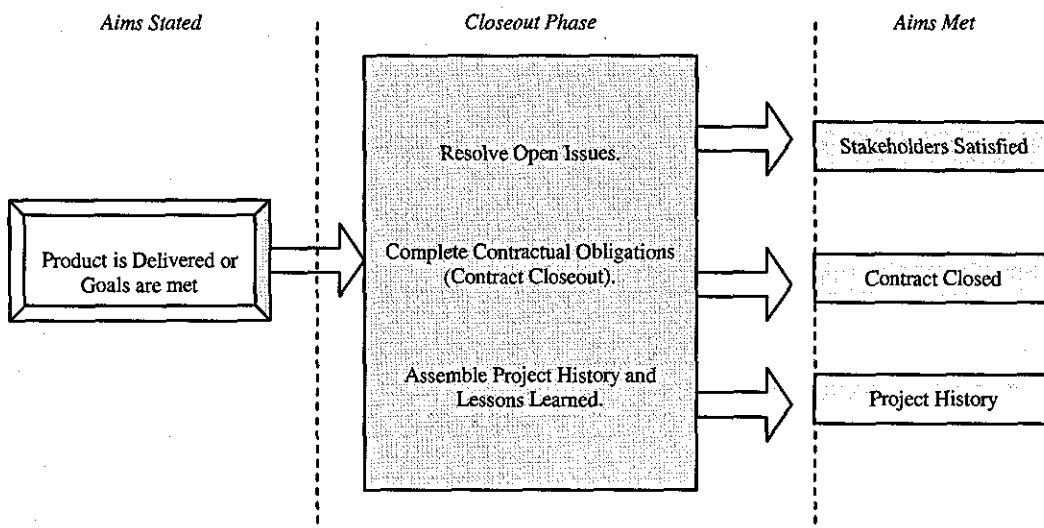 Aims Stated
Closeout Phase
Aims Met
Product is Delivered or
Goals are met
Resolve Open Issues.
Complete Contractual Obligations
(Contract Closeout).
Assemble Project History and
Lessons Learned.
Stakeholders Satisfied
Contract Closed
Project History